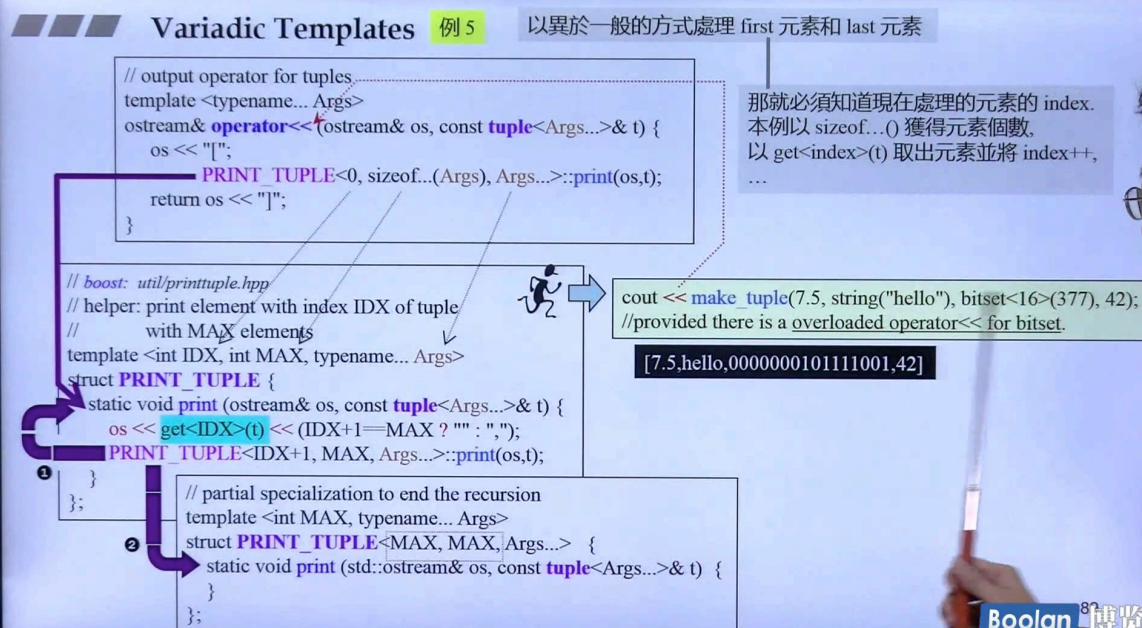 Variadic Templates
例 5
以異於一般的方式處理 first 元素和 last 元素
那就必須知道現在處理的元素的 index.
本例以 sizeof…() 獲得元素個數,
以 get<index>(t) 取出元素並將 index++,
…
// output operator for tuples
template <typename... Args>
ostream& operator<< (ostream& os, const tuple<Args...>& t) {
os << "[";
PRINT_TUPLE<0, sizeof...(Args), Args...>::print(os,t);
return os << "]";
}
// boost: util/printtuple.hpp
// helper: print element with index IDX of tuple
// with MAX elements
template <int IDX, int MAX, typename... Args>
struct PRINT_TUPLE {
static void print (ostream& os, const tuple<Args...>& t) {
os << get<IDX>(t) << (IDX+1==MAX ? "" : ",");
PRINT_TUPLE<IDX+1, MAX, Args...>::print(os,t);
}
};
❶
cout << make_tuple(7.5, string("hello"), bitset<16>(377), 42);
//provided there is a overloaded operator<< for bitset.
[7.5,hello,0000000101111001,42]
❷
// partial specialization to end the recursion
template <int MAX, typename... Args>
struct PRINT_TUPLE<MAX, MAX, Args...> {
static void print (std::ostream& os, const tuple<Args...>& t) {
}
};
Boolan 博览